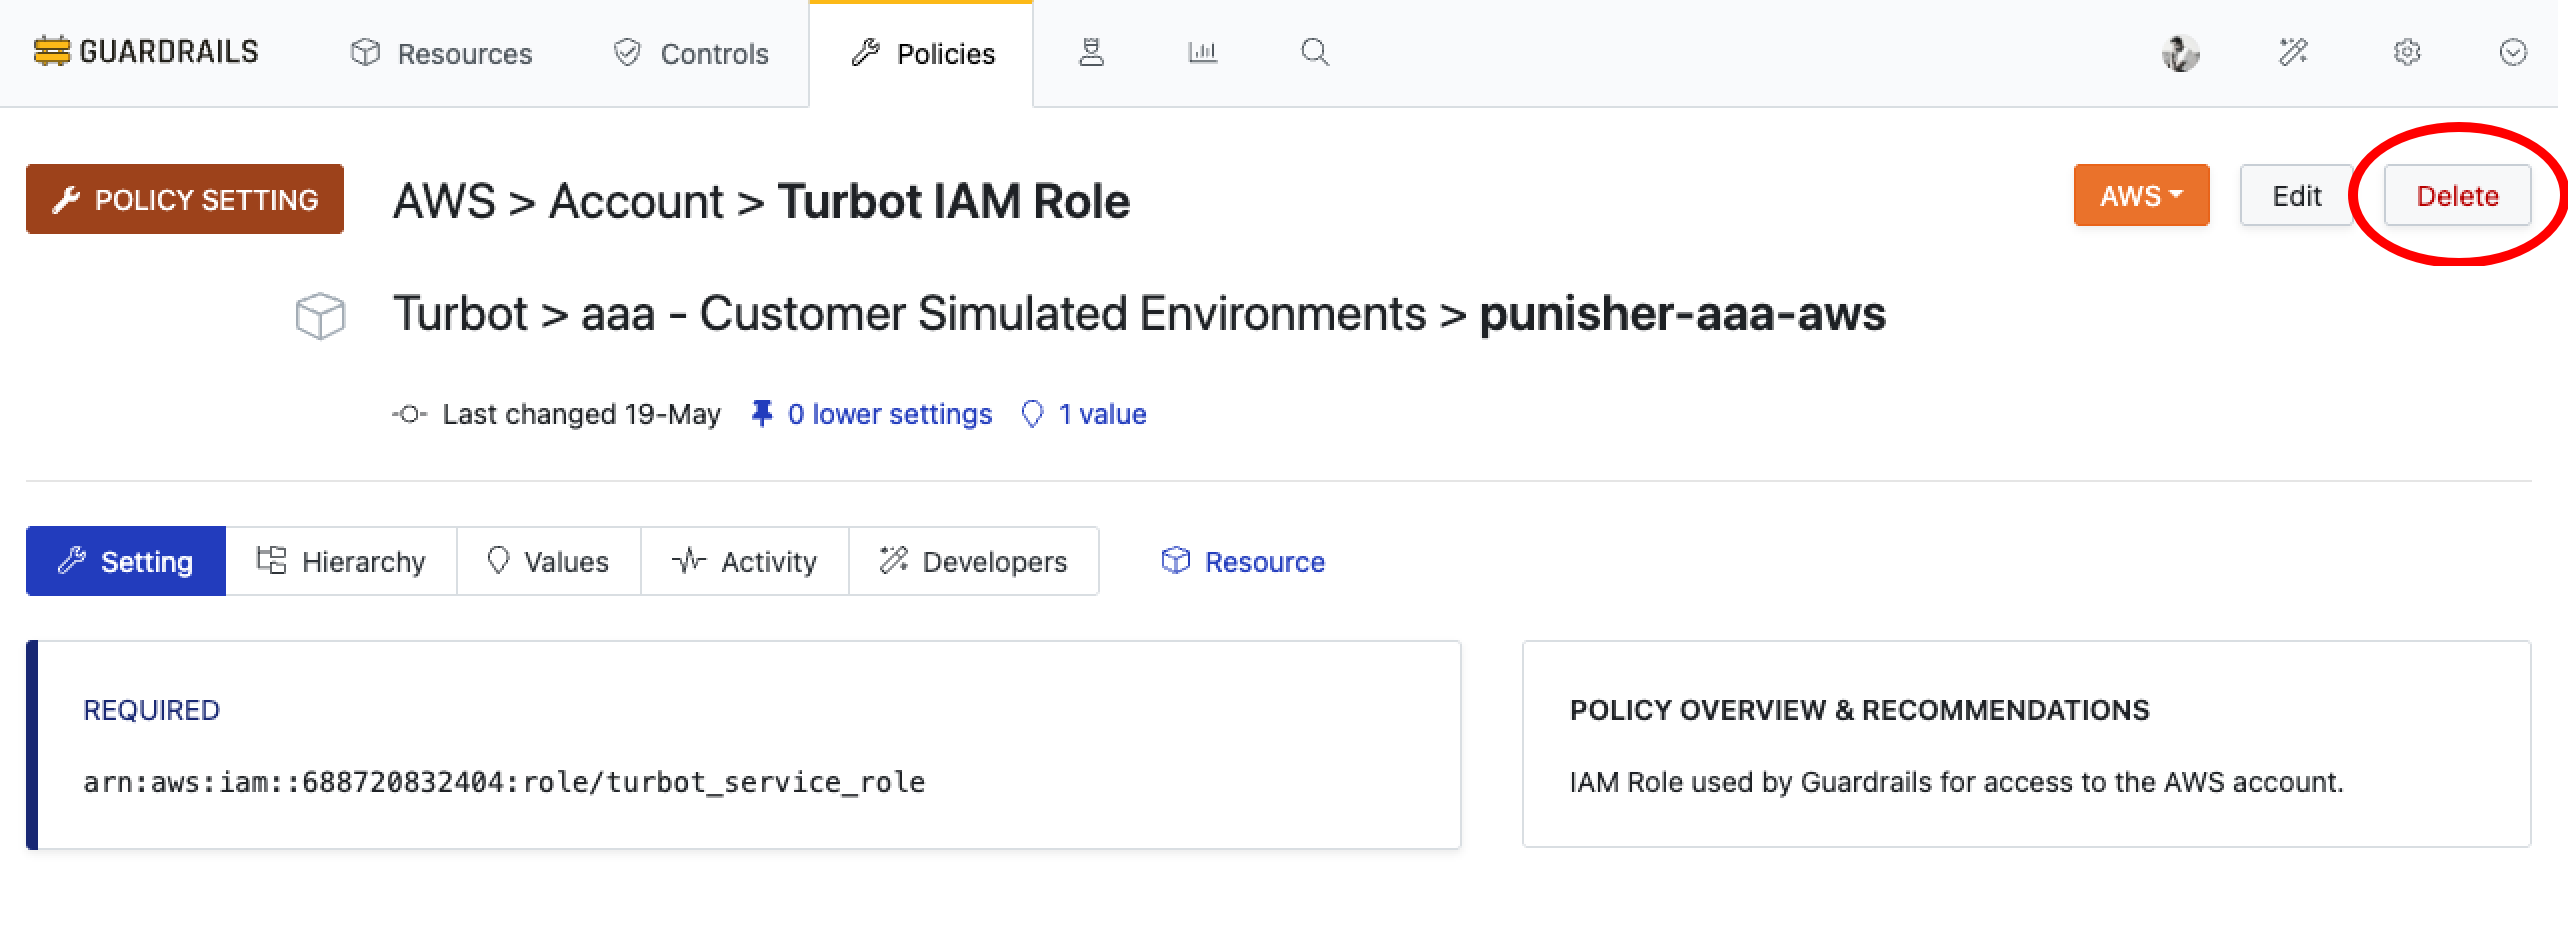 GUARDRAILS Resources Controls Policies
POLICY SETTING AWS > Account > Turbot IAM Role AWS Edit Delete
Turbot > aaa - Customer Simulated Environments > punisher-aaa-aws
Last changed 19-May 0 lower settings 1 value
Setting Hierarchy Values Activity Developers Resource
REQUIRED
arn:aws:iam::688720832404:role/turbot_service_role
POLICY OVERVIEW & RECOMMENDATIONS
IAM Role used by Guardrails for access to the AWS account.